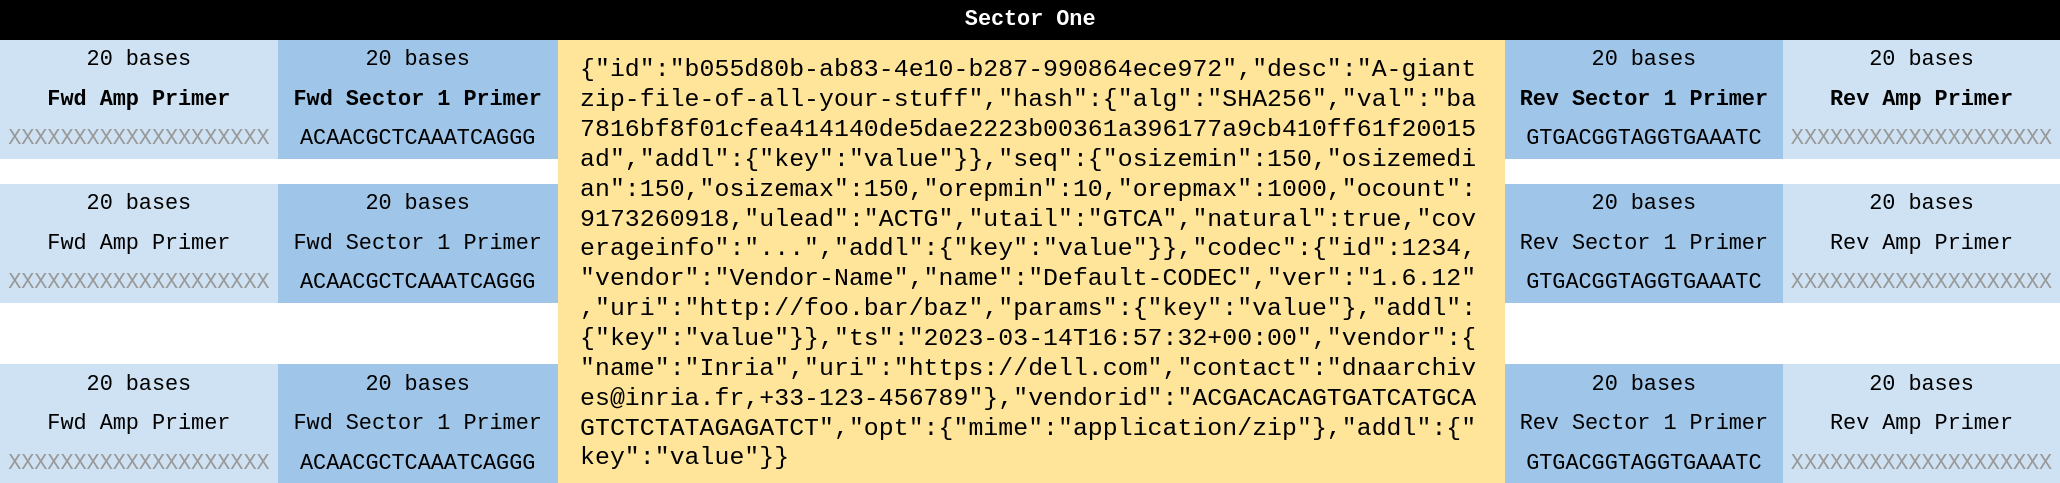 Sector One
20 bases
Fwd Amp Primer
XXXXXXXXXXXXXXXXXXXX
20 bases
Fwd Sector 1 Primer
ACAACGCTCAAATCAGGG
{"id":"b055d80b-ab83-4e10-b287-990864ece972","desc":"A-giant
zip-file-of-all-your-stuff","hash":{"alg":"SHA256","val":"ba
7816bf8f01cfea414140de5dae2223b00361a396177a9cb410ff61f20015
ad","addl":{"key":"value"}},"seq":{"osizemin":150,"osizemedi
an":150,"osizemax":150,"orepmin":10,"orepmax":1000,"ocount":
9173260918,"ulead":"ACTG","utail":"GTCA","natural":true,"cov
erageinfo":"...","addl":{"key":"value"}},"codec":{"id":1234,
"vendor":"Vendor-Name","name":"Default-CODEC","ver":"1.6.12"
,"uri":"http://foo.bar/baz","params":{"key":"value"},"addl":
{"key":"value"}},"ts":"2023-03-14T16:57:32+00:00","vendor":{
"name":"Inria","uri":"https://dell.com","contact":"dnaarchiv
es@inria.fr,+33-123-456789"},"vendorid":"ACGACACAGTGATCATGCA
GTCTCTATAGAGATCT","opt":{"mime":"application/zip"},"addl":{"
key":"value"}}
20 bases
Rev Sector 1 Primer
GTGACGGTAGGTGAAATC
20 bases
Rev Amp Primer
XXXXXXXXXXXXXXXXXXXX
20 bases
Fwd Amp Primer
XXXXXXXXXXXXXXXXXXXX
20 bases
Fwd Sector 1 Primer
ACAACGCTCAAATCAGGG
20 bases
Rev Sector 1 Primer
GTGACGGTAGGTGAAATC
20 bases
Rev Amp Primer
XXXXXXXXXXXXXXXXXXXX
20 bases
Fwd Amp Primer
XXXXXXXXXXXXXXXXXXXX
20 bases
Fwd Sector 1 Primer
ACAACGCTCAAATCAGGG
20 bases
Rev Sector 1 Primer
GTGACGGTAGGTGAAATC
20 bases
Rev Amp Primer
XXXXXXXXXXXXXXXXXXXX